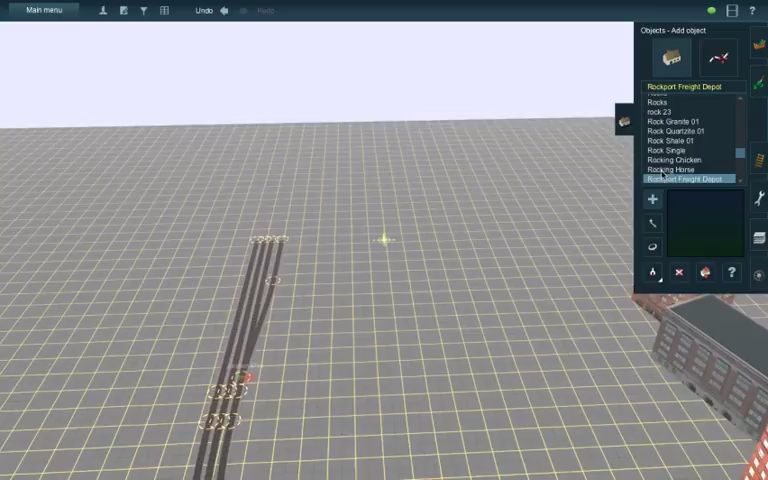 Main menu
Undo
Redo
?
Objects - Add object
Rockport Freight Depot
Rocks
rock 23
Rock Granite 01
Rock Quartzite 01
Rock Shale 01
Rock Single
Rocking Chicken
Rocking Horse
Rockport Freight Depot
?